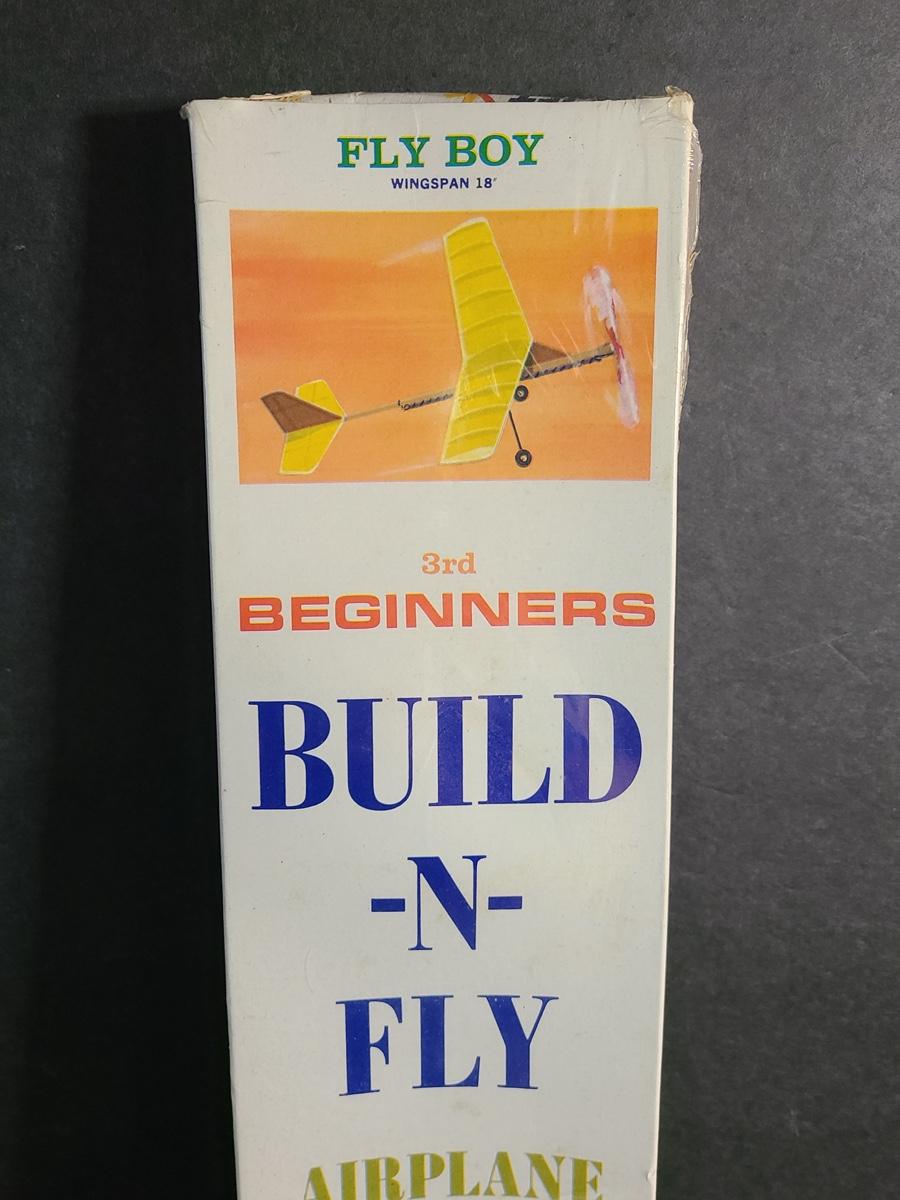 FLY BOY
WINGSPAN 18"
3rd
BEGINNERS
BUILD
-N-
FLY
AIRPLANE